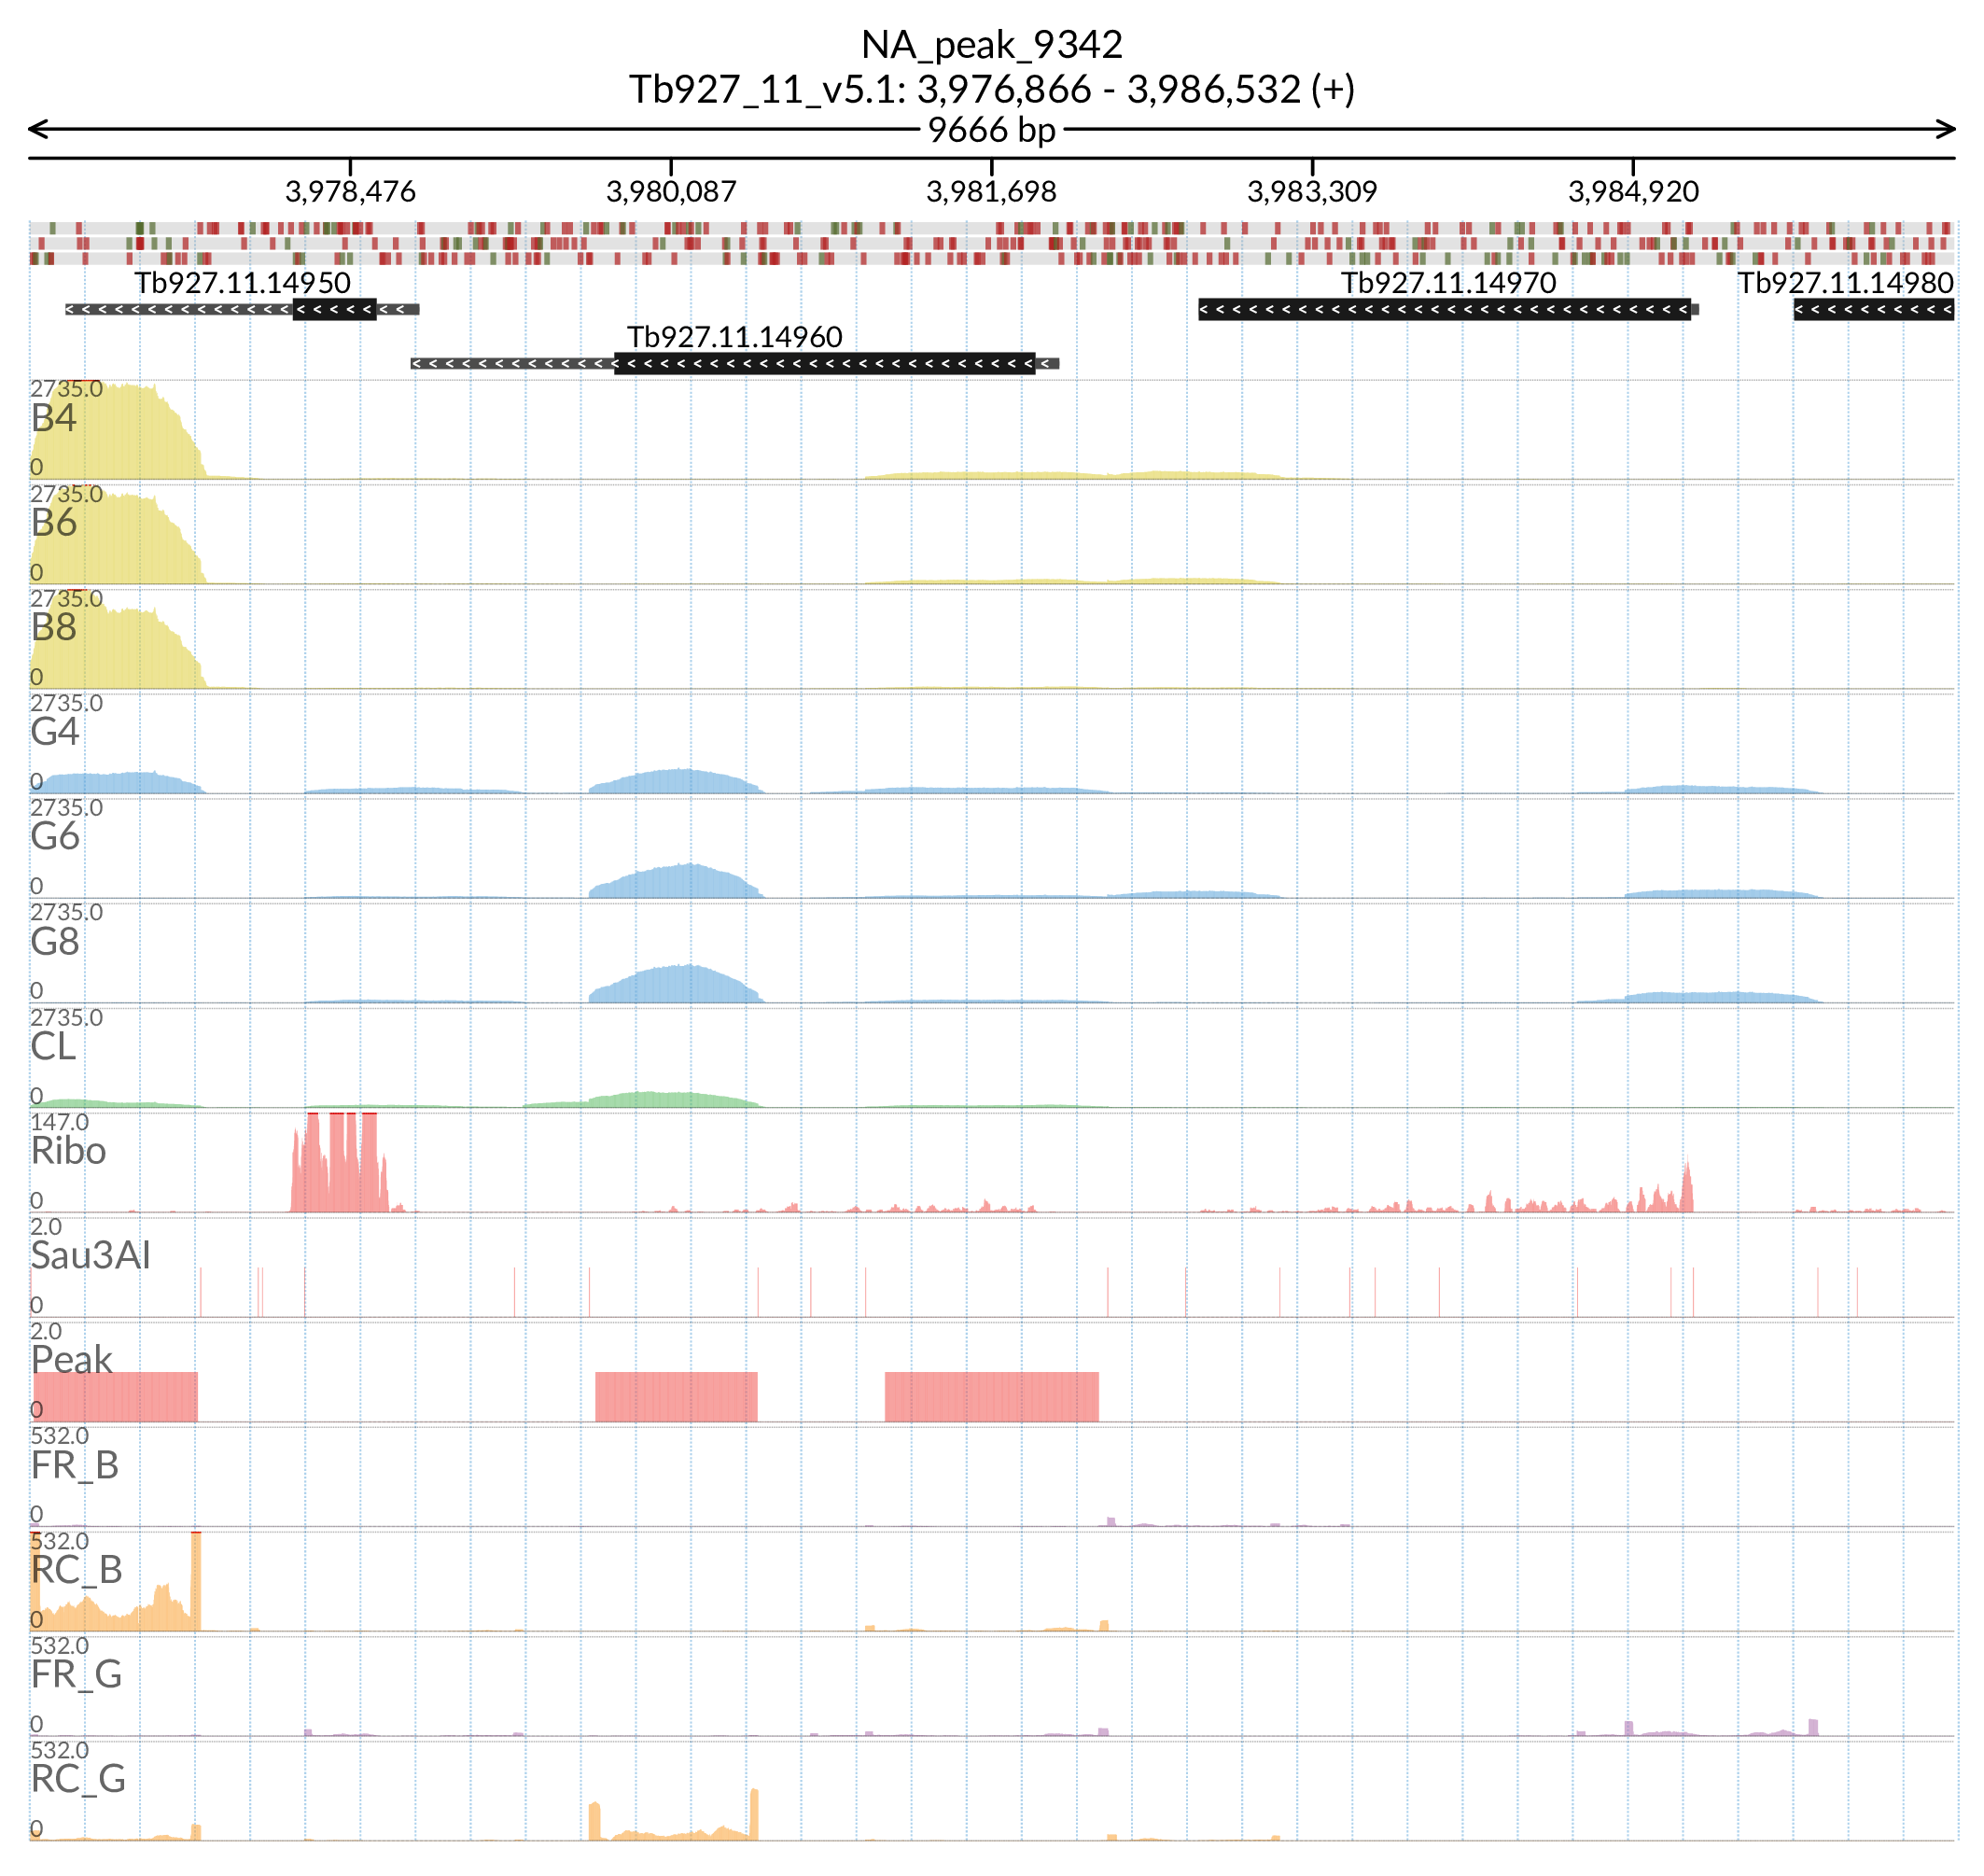 NA_peak_9342
Tb927_11_v5.1: 3,976,866 - 3,986,532 (+)
9666 bp
3,978,476 3,980,087 3,981,698 3,983,309 3,984,920
Tb927.11.14950 Tb927.11.14970 Tb927.11.14980
Tb927.11.14960
2735.0
B4
0
2735.0
B6
0
2735.0
B8
0
2735.0
G4
0
2735.0
G6
0
2735.0
G8
0
2735.0
CL
0
147.0
Ribo
0
2.0
Sau3AI
0
2.0
Peak
0
532.0
FR_B
0
532.0
RC_B
0
532.0
FR_G
0
532.0
RC_G
0